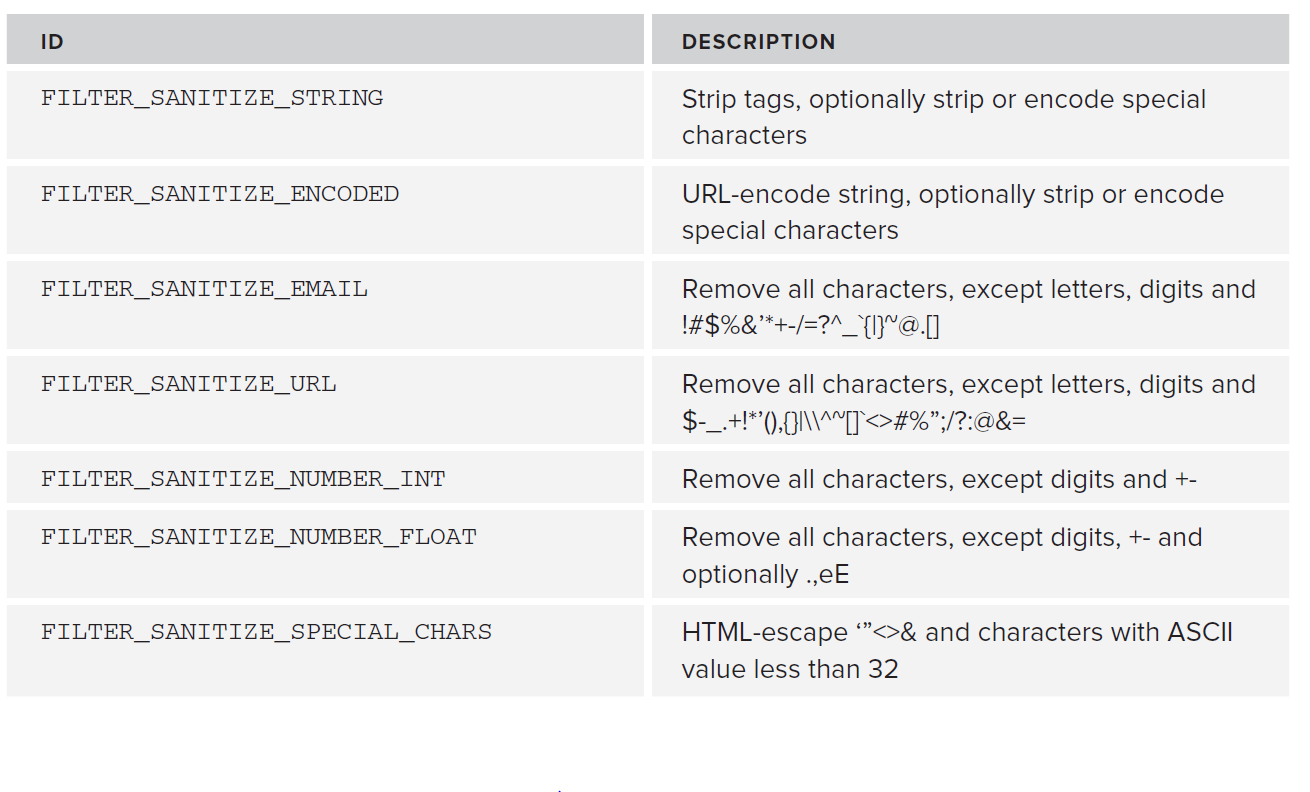 ID DESCRIPTION
FILTER_SANITIZE_STRING Strip tags, optionally strip or encode special
characters
FILTER_SANITIZE_ENCODED URL-encode string, optionally strip or encode
special characters
FILTER_SANITIZE_EMAIL Remove all characters, except letters, digits and
!#$%&’*+-/=?^_`{|}~@.[]
FILTER_SANITIZE_URL Remove all characters, except letters, digits and
$-_.+!*’(),{}|\\^~[]`<>#%”;/?:@&=
FILTER_SANITIZE_NUMBER_INT Remove all characters, except digits and +-
FILTER_SANITIZE_NUMBER_FLOAT Remove all characters, except digits, +- and
optionally .,eE
FILTER_SANITIZE_SPECIAL_CHARS HTML-escape ‘”<>& and characters with ASCII
value less than 32